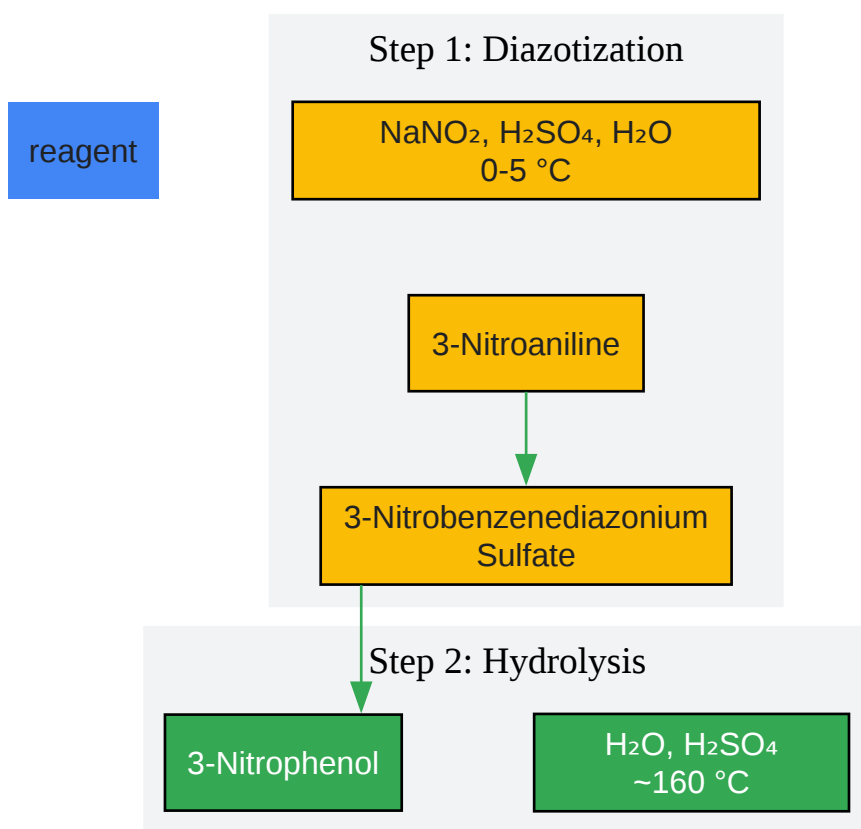 Step 1: Diazotization
reagent
NaNO₂, H₂SO₄, H₂O
0-5 °C
3-Nitroaniline
3-Nitrobenzenediazonium
Sulfate
Step 2: Hydrolysis
3-Nitrophenol
H₂O, H₂SO₄
~160 °C